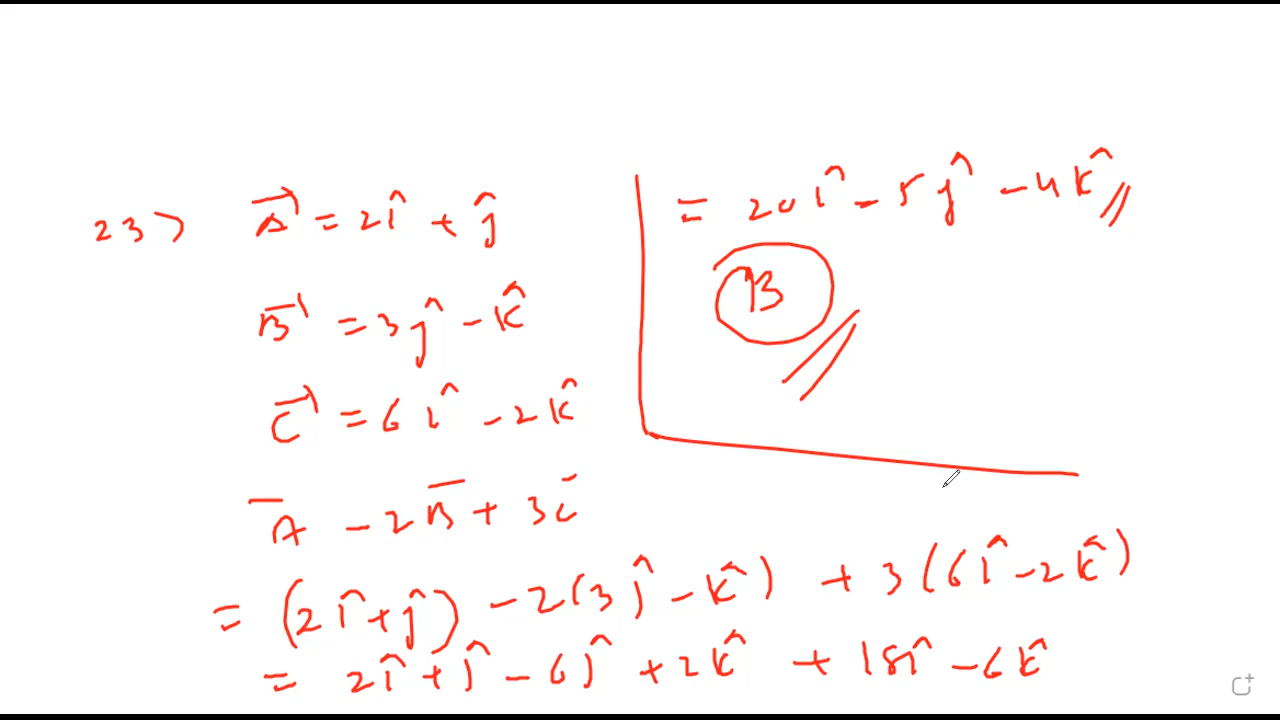 23> A⃗ = 2î + ĵ
B⃗ = 3ĵ - k̂
C⃗ = 6î - 2k̂
A̅ - 2B̅ + 3C̅
= (2î + ĵ) - 2(3ĵ - k̂) + 3(6î - 2k̂)
= 2î + ĵ - 6ĵ + 2k̂ + 18î - 6k̂
= 20î - 5ĵ - 4k̂
B